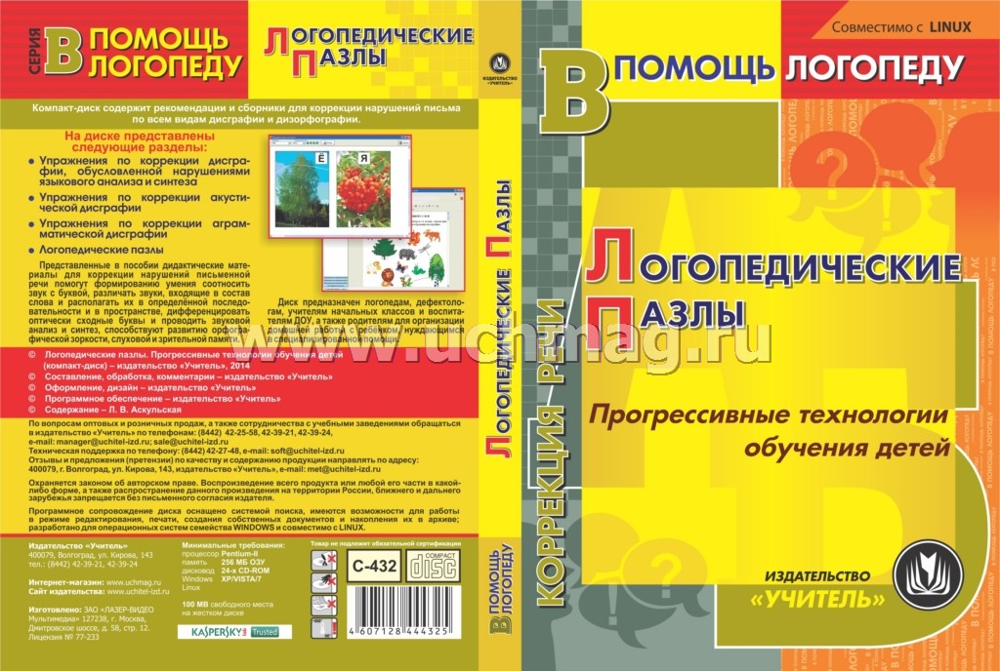 СЕРИЯ
В ПОМОЩЬ
ЛОГОПЕДУ
ЛОГОПЕДИЧЕСКИЕ
ПАЗЛЫ
Компакт-диск содержит рекомендации и сборники для коррекции нарушений письма
по всем видам дисграфии и дизорфографии.
На диске представлены
следующие разделы:
• Упражнения по коррекции дисгра-
фии, обусловленной нарушениями
языкового анализа и синтеза
• Упражнения по коррекции акусти-
ческой дисграфии
• Упражнения по коррекции аграм-
матической дисграфии
• Логопедические пазлы
Ё
Я
Представленные в пособии дидактические мате-
риалы для коррекции нарушений письменной
речи помогут формированию умения соотносить
звук с буквой, различать звуки, входящие в состав
слова и располагать их в определённой последо-
вательности и в пространстве, дифференцировать
оптически сходные буквы и проводить звуковой
анализ и синтез, способствуют развитию орфогра-
фической зоркости, слуховой и зрительной памяти.
Диск предназначен логопедам, дефектоло-
гам, учителям начальных классов и воспита-
телям ДОУ, а также родителям для организации
домашней работы с ребёнком, нуждающимся
в специализированной помощи.
© Логопедические пазлы. Прогрессивные технологии обучения детей
(компакт-диск) – издательство «Учитель», 2014
© Составление, обработка, комментарии – издательство «Учитель»
© Оформление, дизайн – издательство «Учитель»
© Программное обеспечение – издательство «Учитель»
© Содержание – Л. В. Аскульская
По вопросам оптовых и розничных продаж, а также сотрудничества с учебными заведениями обращаться
в издательство «Учитель» по телефонам: (8442) 42-25-58, 42-39-21, 42-39-24,
e-mail: manager@uchitel-izd.ru; sale@uchitel-izd.ru
Техническая поддержка по телефону: (8442) 42-27-48, e-mail: soft@uchitel-izd.ru
Отзывы и предложения (претензии) по качеству и содержанию продукции направлять по адресу:
400079, г. Волгоград, ул. Кирова, 143, издательство «Учитель», e-mail: met@uchitel-izd.ru
Охраняется законом об авторском праве. Воспроизведение всего продукта или любой его части в какой-
либо форме, а также распространение данного произведения на территории России, ближнего и дальнего
зарубежья запрещается без письменного согласия издателя.
Программное сопровождение диска оснащено системой поиска, имеются возможности для работы
в режиме редактирования, печати, создания собственных документов и накопления их в архиве;
разработано для операционных систем семейства WINDOWS и совместимо с LINUX.
Издательство «Учитель»
400079, Волгоград, ул. Кирова, 143
тел.: (8442) 42-39-21, 42-39-24
Интернет-магазин: www.uchmag.ru
Сайт издательства: www.uchitel-izd.ru
Изготовлено: ЗАО «ЛАЗЕР-ВИДЕО
Мультимедиа» 127238, г. Москва,
Дмитровское шоссе, д. 58, стр. 12.
Лицензия № 77-233
Минимальные требования:
процессор Pentium-II
память 256 МБ ОЗУ
дисковод 24-x CD-ROM
Windows XP/VISTA/7
Linux
100 МВ свободного места
на жестком диске
KASPERSKY lab Trusted
Товар не подлежит обязательной сертификации
С-432
COMPACT
disc
4 607128 444325
ИЗДАТЕЛЬСТВО
«УЧИТЕЛЬ»
ЛОГОПЕДИЧЕСКИЕ ПАЗЛЫ
В ПОМОЩЬ
ЛОГОПЕДУ
Совместимо с LINUX
В ПОМОЩЬ ЛОГОПЕДУ
КОРРЕКЦИЯ РЕЧИ
ЛОГОПЕДИЧЕСКИЕ
ПАЗЛЫ
Прогрессивные технологии
обучения детей
ИЗДАТЕЛЬСТВО
«УЧИТЕЛЬ»
www.uchmag.ru